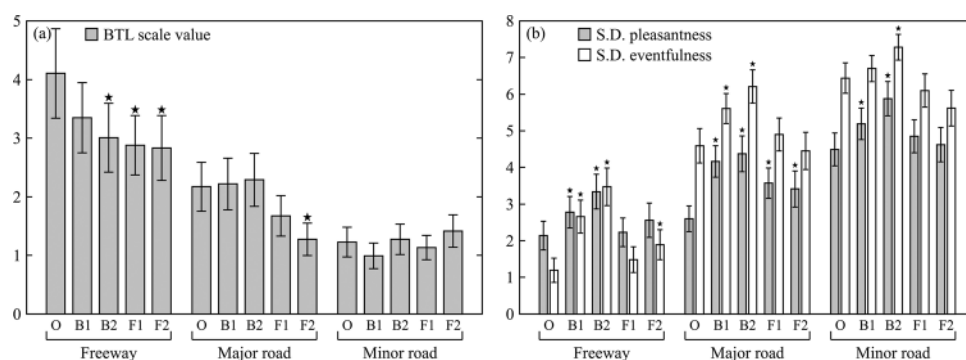 (a) BTL scale value
5
4
3
2
1
0
O B1 B2 F1 F2 O B1 B2 F1 F2 O B1 B2 F1 F2
Freeway Major road Minor road
(b) S.D. pleasantness
S.D. eventfulness
8
7
6
5
4
3
2
1
0
O B1 B2 F1 F2 O B1 B2 F1 F2 O B1 B2 F1 F2
Freeway Major road Minor road